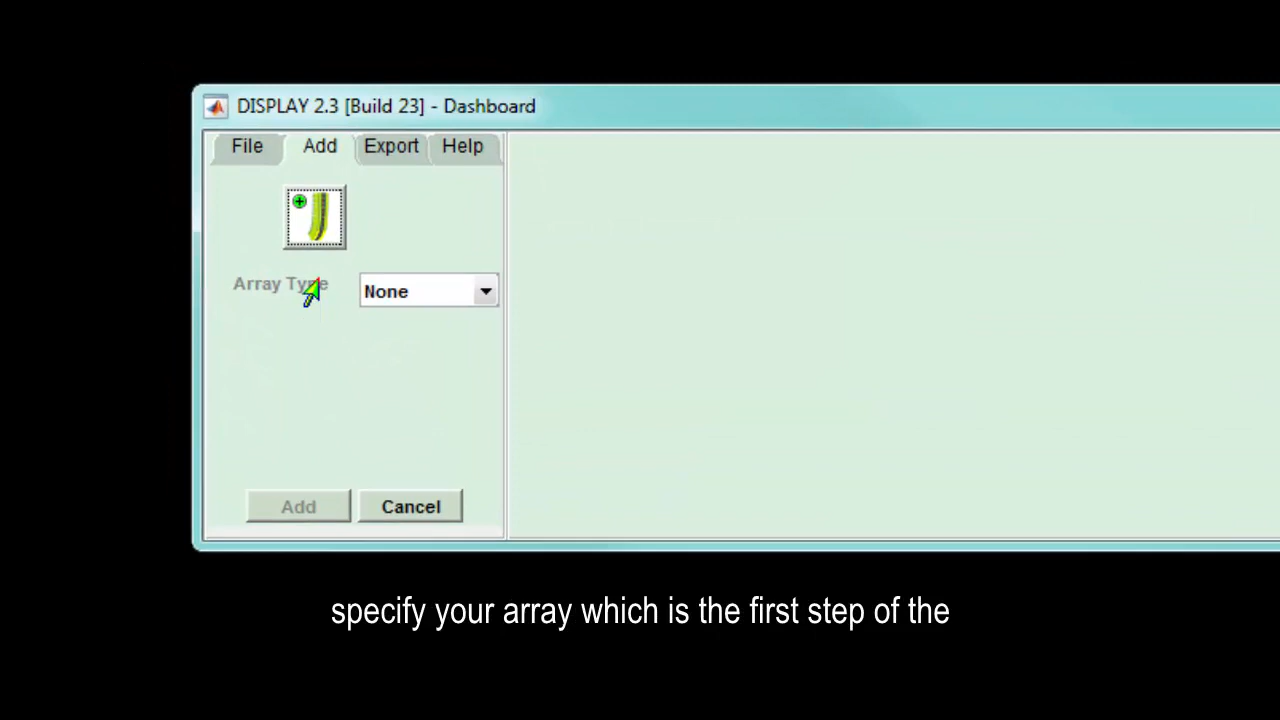 DISPLAY 2.3 [Build 23] - Dashboard
File Add Export Help
Array Type None
Add Cancel
specify your array which is the first step of the